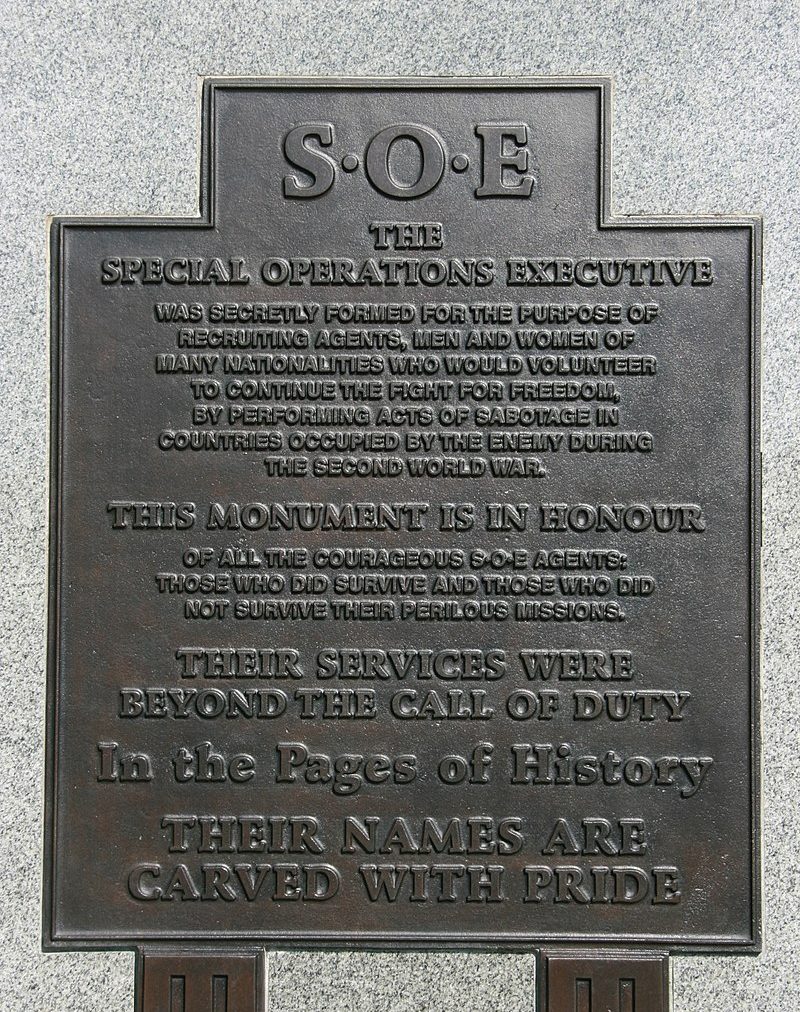 S·O·E
THE
SPECIAL OPERATIONS EXECUTIVE
WAS SECRETLY FORMED FOR THE PURPOSE OF
RECRUITING AGENTS, MEN AND WOMEN OF
MANY NATIONALITIES WHO WOULD VOLUNTEER
TO CONTINUE THE FIGHT FOR FREEDOM,
BY PERFORMING ACTS OF SABOTAGE IN
COUNTRIES OCCUPIED BY THE ENEMY DURING
THE SECOND WORLD WAR.
THIS MONUMENT IS IN HONOUR
OF ALL THE COURAGEOUS S·O·E AGENTS:
THOSE WHO DID SURVIVE AND THOSE WHO DID
NOT SURVIVE THEIR PERILOUS MISSIONS.
THEIR SERVICES WERE
BEYOND THE CALL OF DUTY
In the Pages of History
THEIR NAMES ARE
CARVED WITH PRIDE